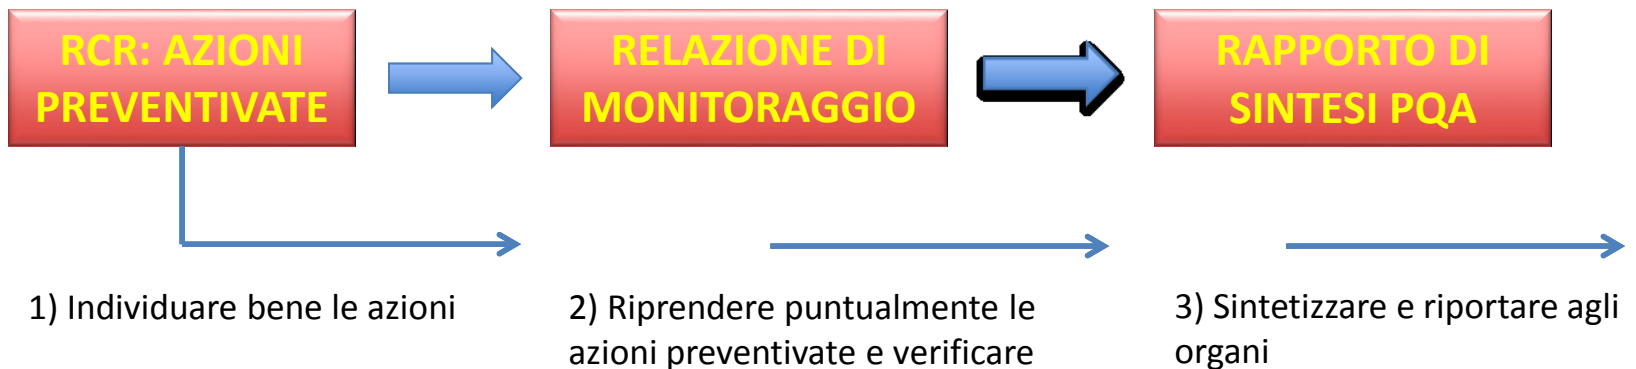 RCR: AZIONI
PREVENTIVATE
RELAZIONE DI
MONITORAGGIO
RAPPORTO DI
SINTESI PQA
1) Individuare bene le azioni
2) Riprendere puntualmente le
azioni preventivate e verificare
3) Sintetizzare e riportare agli
organi